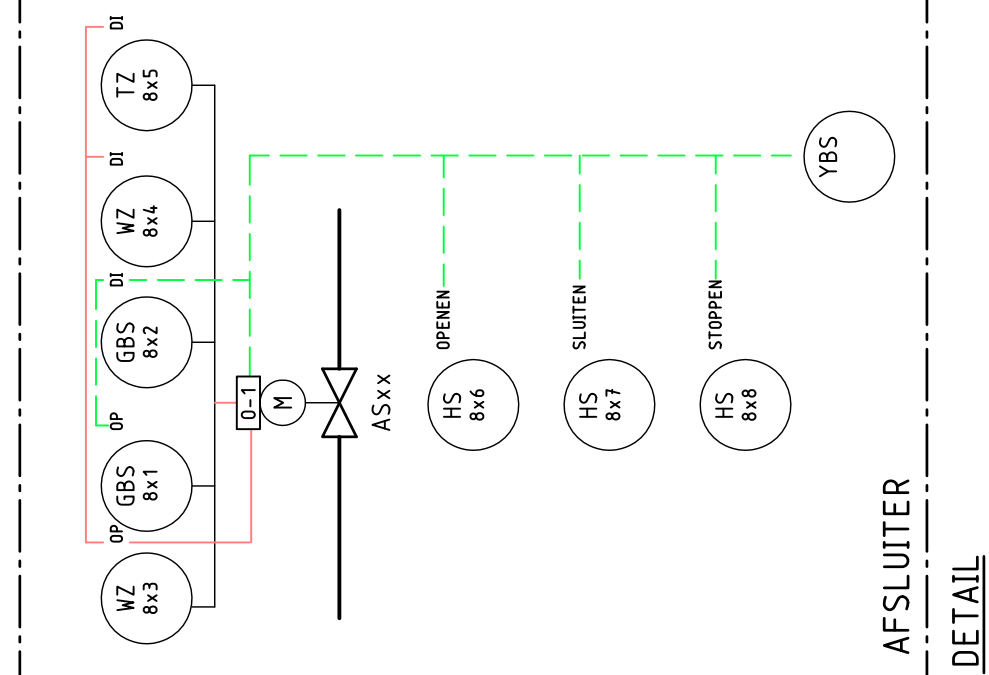 WZ
8x3
OP
GBS
8x1
OP
GBS
8x2
DI
WZ
8x4
DI
TZ
8x5
DI
0-1
M
ASxx
HS
8x6
OPENEN
HS
8x7
SLUITEN
HS
8x8
STOPPEN
YBS
AFSLUITER
DETAIL